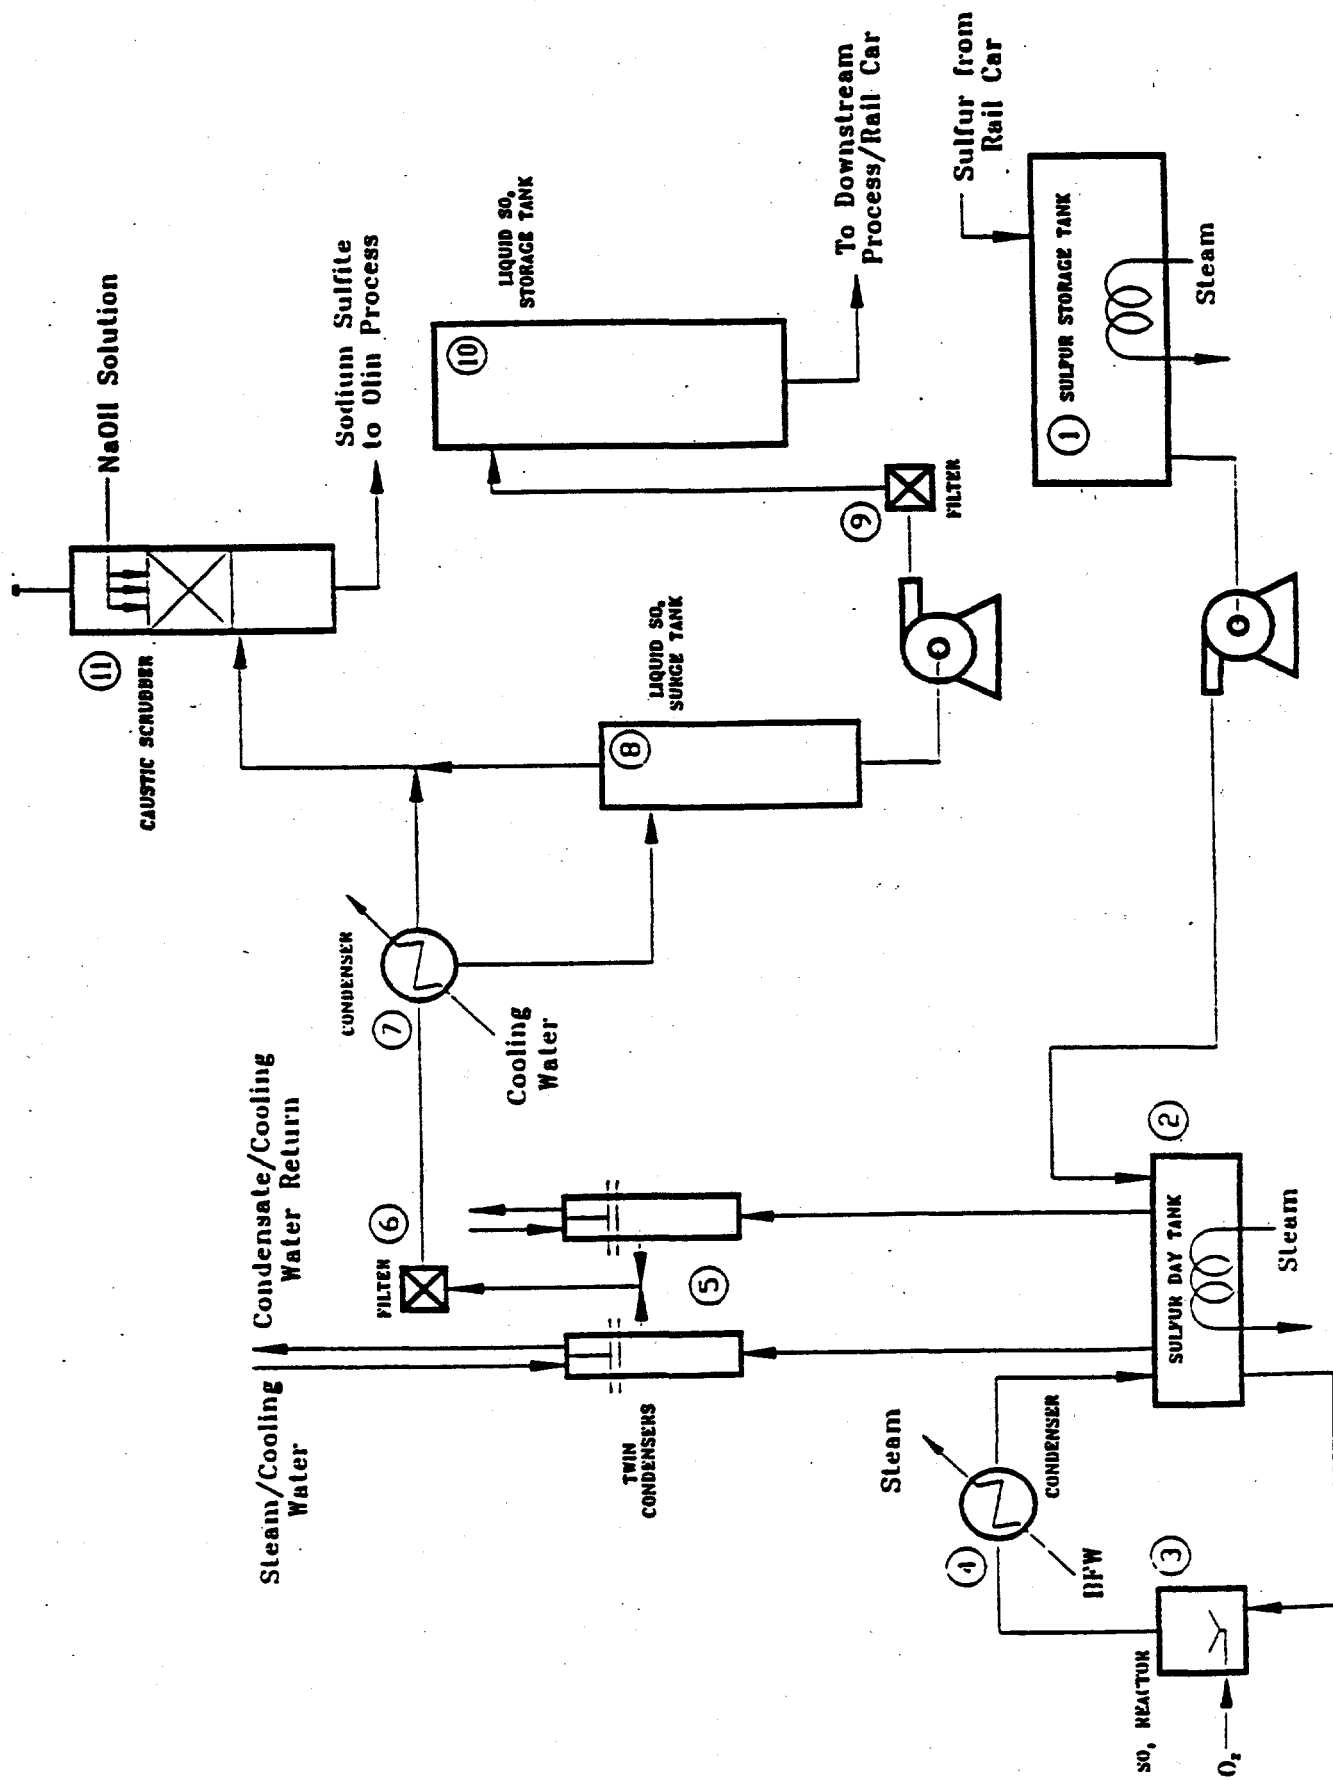 Sulfur from
Rail Car
1
SULPUR STORAGE TANK
Steam
2
SULPUR DAY TANK
Steam
SO₂ REACTOR
3
O₂
4
CONDENSER
Steam
BFW
5
TWIN
CONDENSERS
Steam/Cooling
Water
Condensate/Cooling
Water Return
6
FILTER
7
CONDENSER
Cooling
Water
8
LIQUID SO₂
SURGE TANK
9
FILTER
10
LIQUID SO₂
STORAGE TANK
To Downstream
Process/Rail Car
11
CAUSTIC SCRUBBER
NaOH Solution
Sodium Sulfite
to Olin Process